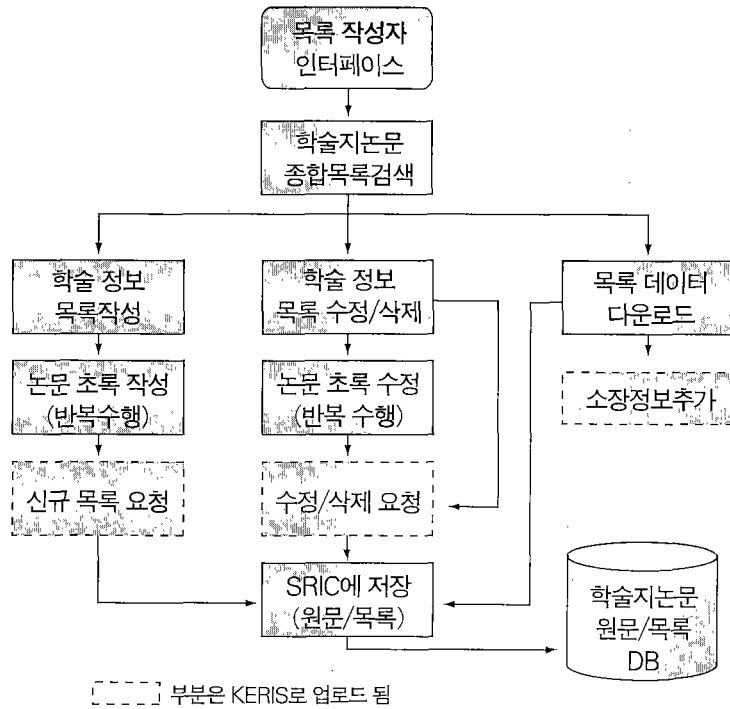 목록 작성자
인터페이스
학술지논문
종합목록검색
학술 정보
목록작성
학술 정보
목록 수정/삭제
목록 데이터
다운로드
논문 초록 작성
(반복수행)
논문 초록 수정
(반복 수행)
소장정보추가
신규 목록 요청
수정/삭제 요청
SRIC에 저장
(원문/목록)
학술지논문
원문/목록
DB
부분은 KERIS로 업로드 됨